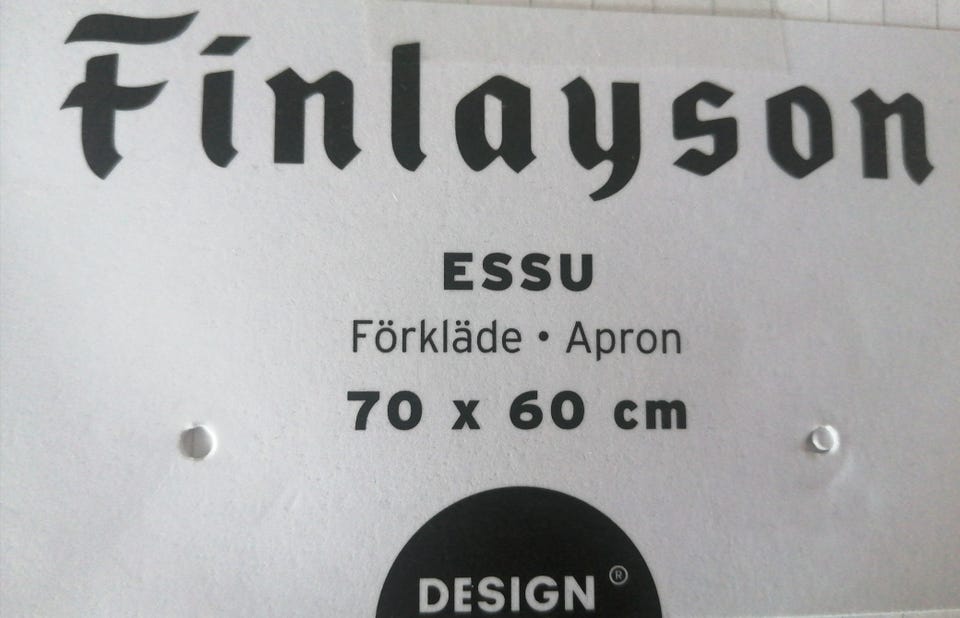 Finlayson
ESSU
Förkläde • Apron
70 x 60 cm
DESIGN ®